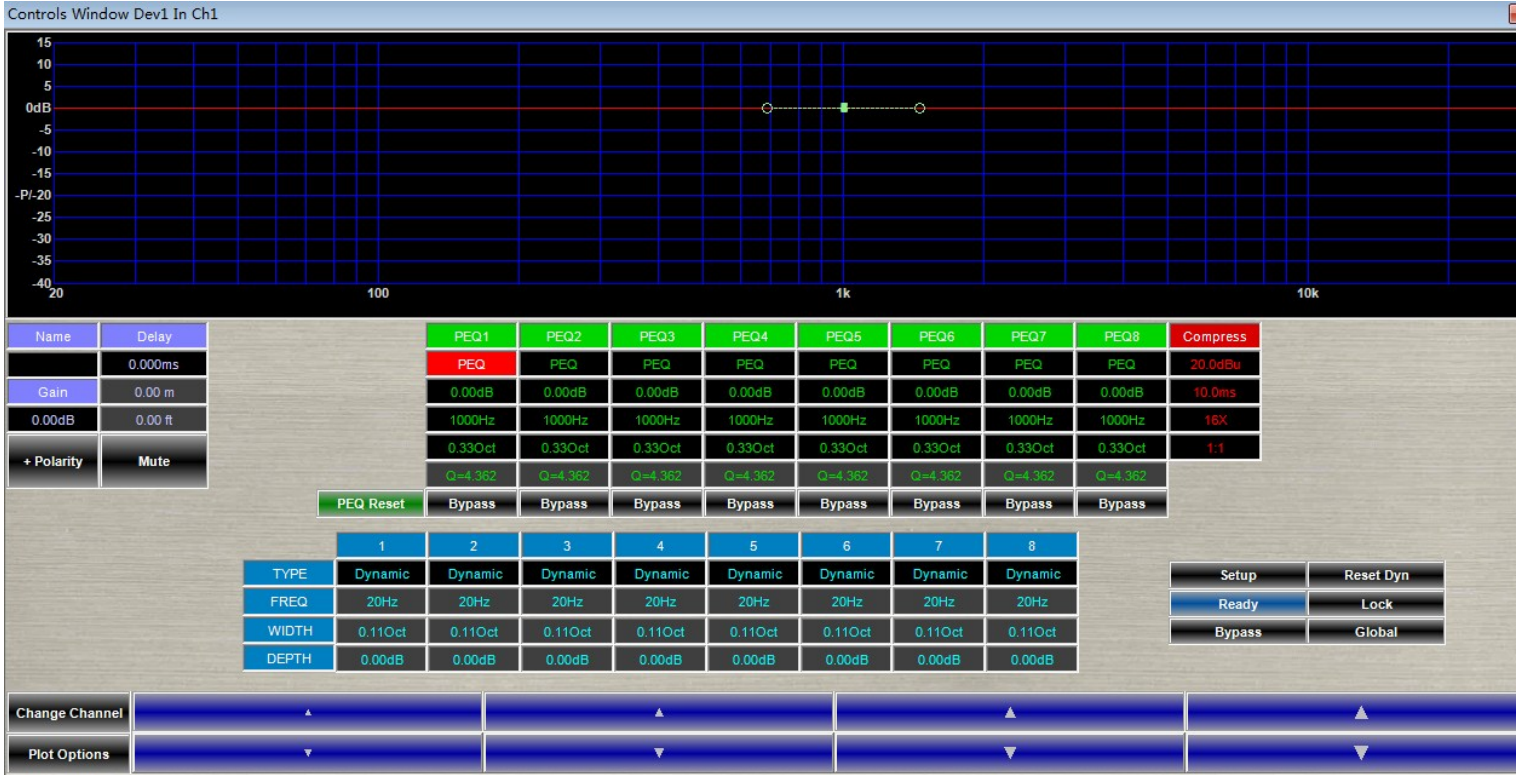 Controls Window Dev1 In Ch1
15
10
5
0dB
-5
-10
-15
-P/-20
-25
-30
-35
-40
20 100 1k 10k
Name Delay PEQ1 PEQ2 PEQ3 PEQ4 PEQ5 PEQ6 PEQ7 PEQ8 Compress
0.000ms PEQ PEQ PEQ PEQ PEQ PEQ PEQ PEQ 20.0dBu
Gain 0.00 m 0.00dB 0.00dB 0.00dB 0.00dB 0.00dB 0.00dB 0.00dB 0.00dB 10.0ms
0.00dB 0.00 ft 1000Hz 1000Hz 1000Hz 1000Hz 1000Hz 1000Hz 1000Hz 1000Hz 16X
+ Polarity Mute 0.33Oct 0.33Oct 0.33Oct 0.33Oct 0.33Oct 0.33Oct 0.33Oct 0.33Oct 1:1
Q=4.362 Q=4.362 Q=4.362 Q=4.362 Q=4.362 Q=4.362 Q=4.362 Q=4.362
PEQ Reset Bypass Bypass Bypass Bypass Bypass Bypass Bypass Bypass
1 2 3 4 5 6 7 8
TYPE Dynamic Dynamic Dynamic Dynamic Dynamic Dynamic Dynamic Dynamic Setup Reset Dyn
FREQ 20Hz 20Hz 20Hz 20Hz 20Hz 20Hz 20Hz 20Hz Ready Lock
WIDTH 0.11Oct 0.11Oct 0.11Oct 0.11Oct 0.11Oct 0.11Oct 0.11Oct 0.11Oct Bypass Global
DEPTH 0.00dB 0.00dB 0.00dB 0.00dB 0.00dB 0.00dB 0.00dB 0.00dB
Change Channel
Plot Options